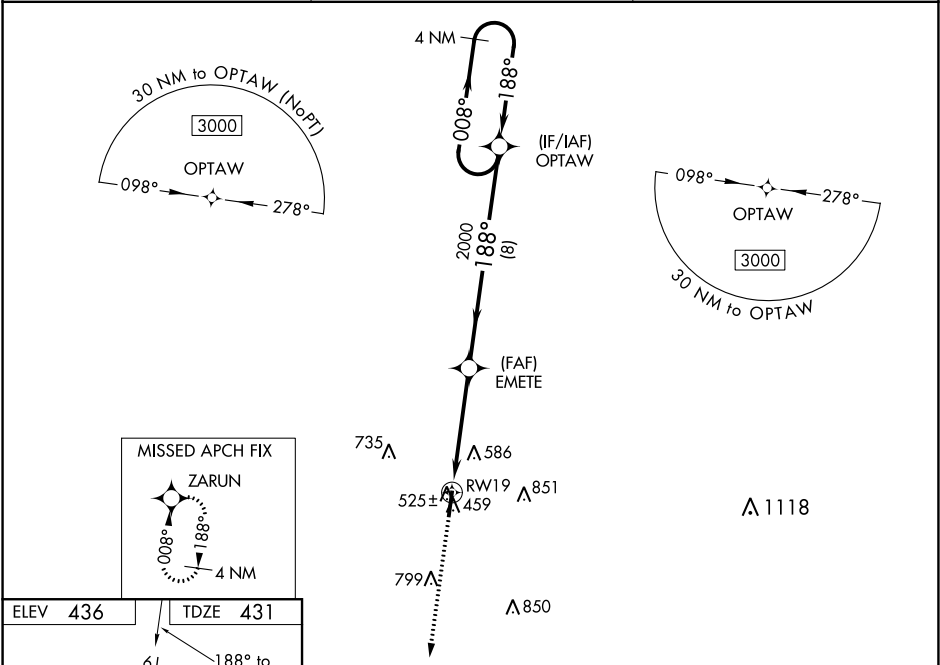 4 NM
188°
008°
(IF/IAF)
OPTAW
30 NM to OPTAW (NoPT)
3000
OPTAW
098°
278°
098°
278°
OPTAW
3000
30 NM to OPTAW
2000
188°
(8)
(FAF)
EMETE
735
586
RW19
525±
459
851
1118
799
850
MISSED APCH FIX
ZARUN
008°
188°
4 NM
ELEV 436
TDZE 431
188° to